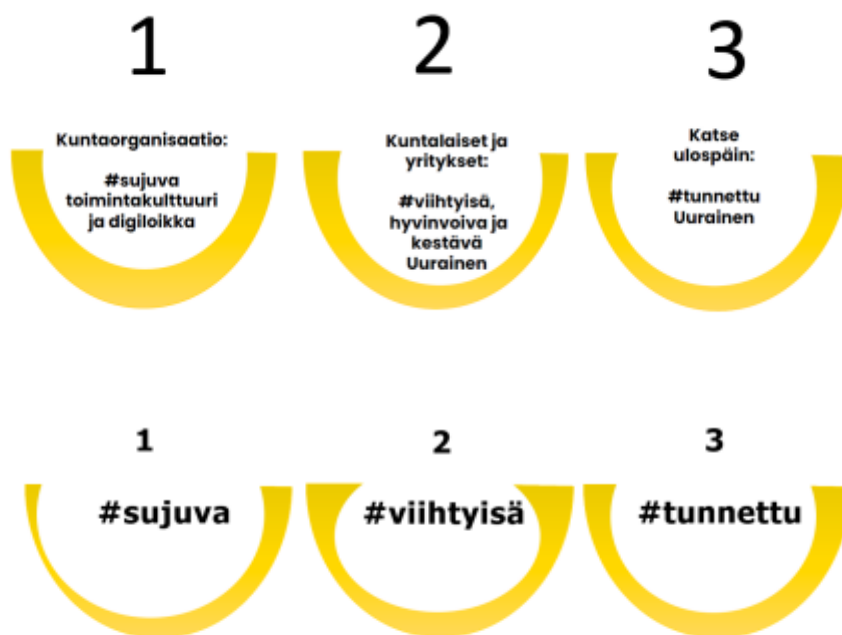 1
Kuntaorganisaatio:
#sujuva
toimintakulttuuri
ja digiloikka
2
Kuntalaiset ja
yritykset:
#viihtyisä,
hyvinvoiva ja
kestävä
Uurainen
3
Katse
ulospäin:
#tunnettu
Uurainen
1
#sujuva
2
#viihtyisä
3
#tunnettu